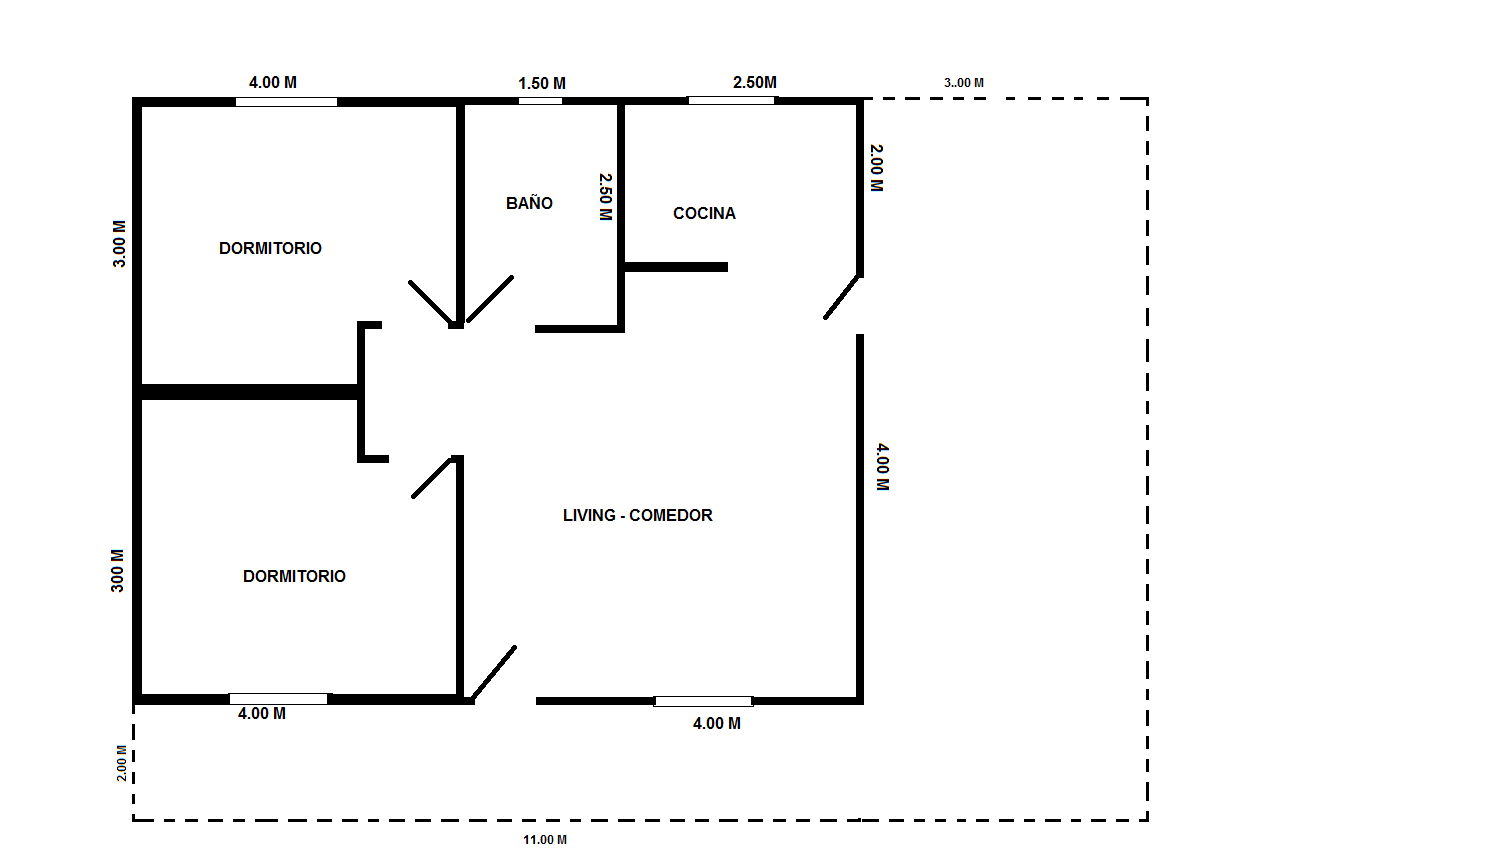 4.00 M
1.50 M
2.50M
3..00 M
2.00 M
2.50 M
BAÑO
COCINA
3.00 M
DORMITORIO
4.00 M
LIVING - COMEDOR
300 M
DORMITORIO
4.00 M
4.00 M
2.00 M
11.00 M